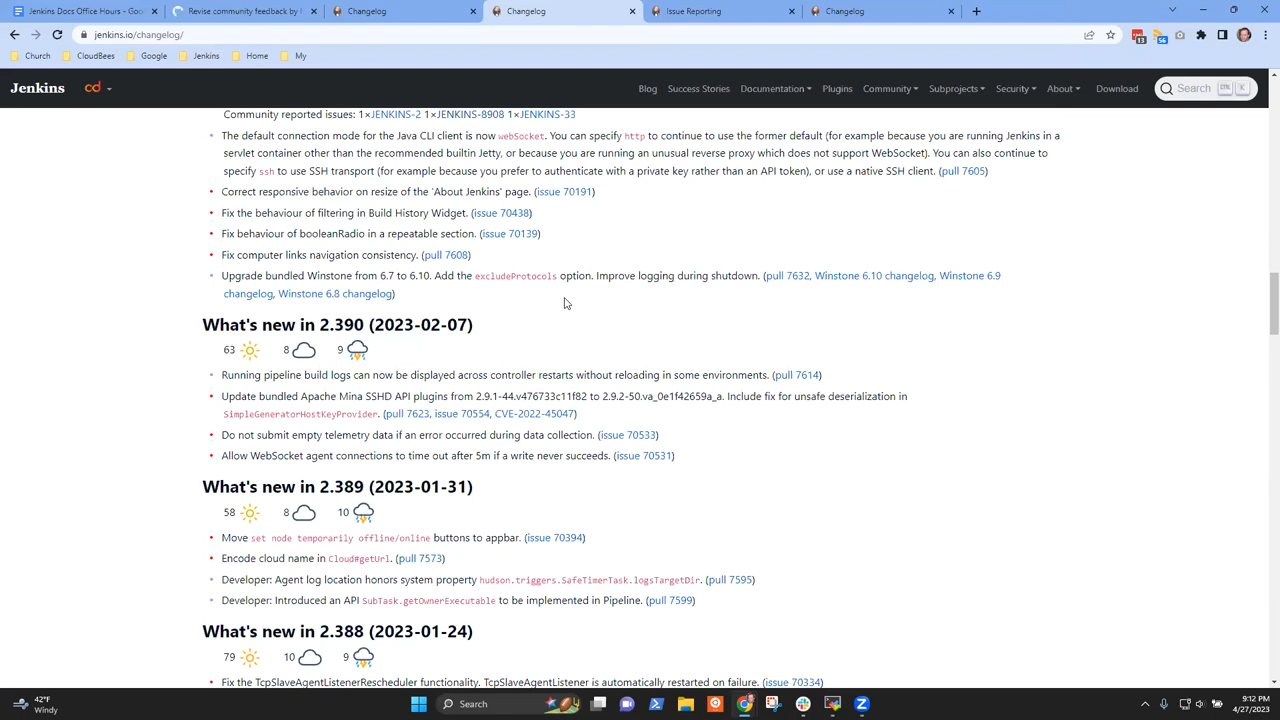 Jenkins Docs Office Hours - Goo
Revise community feedback by M
Changelog
Changelog
Issue Reporting
Changelog
jenkins.io/changelog/
13
56
Church
CloudBees
Google
Jenkins
Home
My
Jenkins
cd
Blog
Success Stories
Documentation
Plugins
Community
Subprojects
Security
About
Download
Search
K
Community reported issues: 1×JENKINS-2 1×JENKINS-8908 1×JENKINS-33
The default connection mode for the Java CLI client is now webSocket. You can specify http to continue to use the former default (for example because you are running Jenkins in a
servlet container other than the recommended builtin Jetty, or because you are running an unusual reverse proxy which does not support WebSocket). You can also continue to
specify ssh to use SSH transport (for example because you prefer to authenticate with a private key rather than an API token), or use a native SSH client. (pull 7605)
Correct responsive behavior on resize of the 'About Jenkins' page. (issue 70191)
Fix the behaviour of filtering in Build History Widget. (issue 70438)
Fix behaviour of booleanRadio in a repeatable section. (issue 70139)
Fix computer links navigation consistency. (pull 7608)
Upgrade bundled Winstone from 6.7 to 6.10. Add the excludeProtocols option. Improve logging during shutdown. (pull 7632, Winstone 6.10 changelog, Winstone 6.9
changelog, Winstone 6.8 changelog)
What's new in 2.390 (2023-02-07)
63 8 9
Running pipeline build logs can now be displayed across controller restarts without reloading in some environments. (pull 7614)
Update bundled Apache Mina SSHD API plugins from 2.9.1-44.v476733c11f82 to 2.9.2-50.va_0e1f42659a_a. Include fix for unsafe deserialization in
SimpleGeneratorHostKeyProvider. (pull 7623, issue 70554, CVE-2022-45047)
Do not submit empty telemetry data if an error occurred during data collection. (issue 70533)
Allow WebSocket agent connections to time out after 5m if a write never succeeds. (issue 70531)
What's new in 2.389 (2023-01-31)
58 8 10
Move set node temporarily offline/online buttons to appbar. (issue 70394)
Encode cloud name in Cloud#getUrl. (pull 7573)
Developer: Agent log location honors system property hudson.triggers.SafeTimerTask.logsTargetDir. (pull 7595)
Developer: Introduced an API SubTask.getOwnerExecutable to be implemented in Pipeline. (pull 7599)
What's new in 2.388 (2023-01-24)
79 10 9
Fix the TcpSlaveAgentListenerRescheduler functionality. TcpSlaveAgentListener is automatically restarted on failure. (issue 70334)
42°F
Windy
Search
9:12 PM
4/27/2023